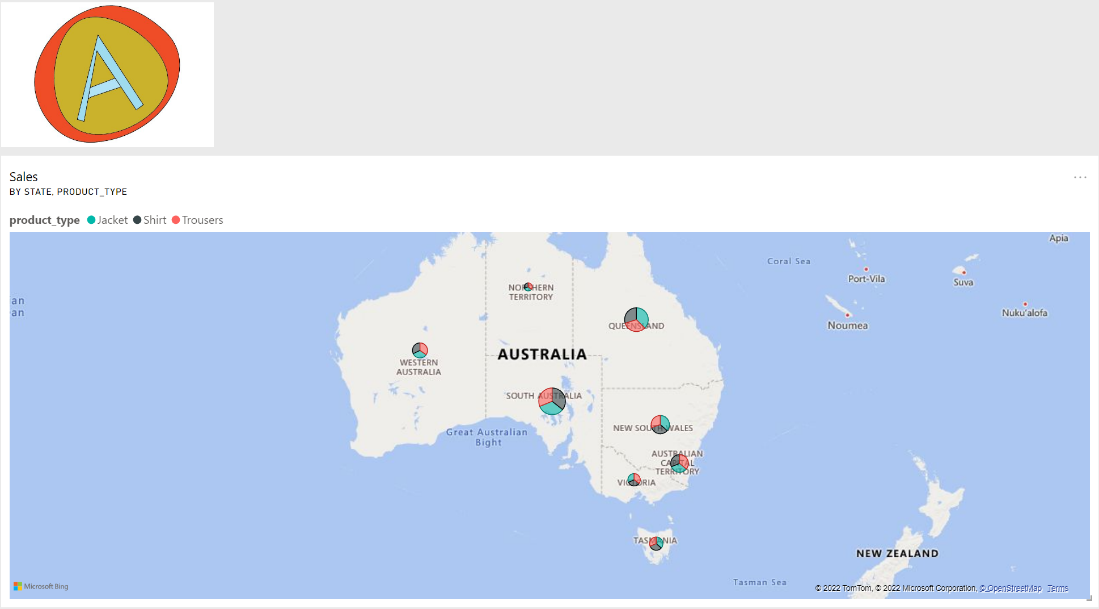 A
Sales
BY STATE, PRODUCT_TYPE
...
product_type Jacket Shirt Trousers
Apia
Coral Sea
Port-Vila
Suva
an
an
NORTHERN
TERRITORY
Nuku'alofa
QUEENSLAND
Noumea
AUSTRALIA
WESTERN
AUSTRALIA
SOUTH AUSTRALIA
Great Australian
Bight
NEW SOUTH WALES
AUSTRALIAN
CAPITAL
TERRITORY
VICTORIA
TASMANIA
NEW ZEALAND
Tasman Sea
Microsoft Bing
© 2022 TomTom, © 2022 Microsoft Corporation, © OpenStreetMap Terms